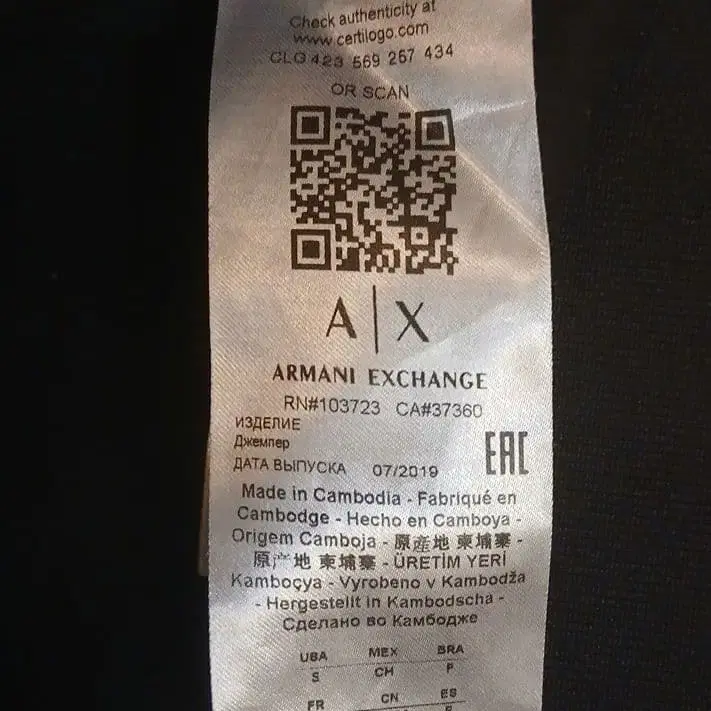 Check authenticity at
www.certilogo.com
CLG 423 569 257 434
OR SCAN
A|X
ARMANI EXCHANGE
RN#103723 CA#37360
ИЗДЕЛИЕ
Джемпер
ДАТА ВЫПУСКА 07/2019
EAC
Made in Cambodia - Fabriqué en
Cambodge - Hecho en Camboya -
Origem Camboja - 原産地 柬埔寨 -
原产地 柬埔寨 - ÜRETİM YERİ
Kamboçya - Vyrobeno v Kambodža
- Hergestellt in Kambodscha -
Сделано во Камбодже
UBA MEX BRA
S CH P
FR CN ES